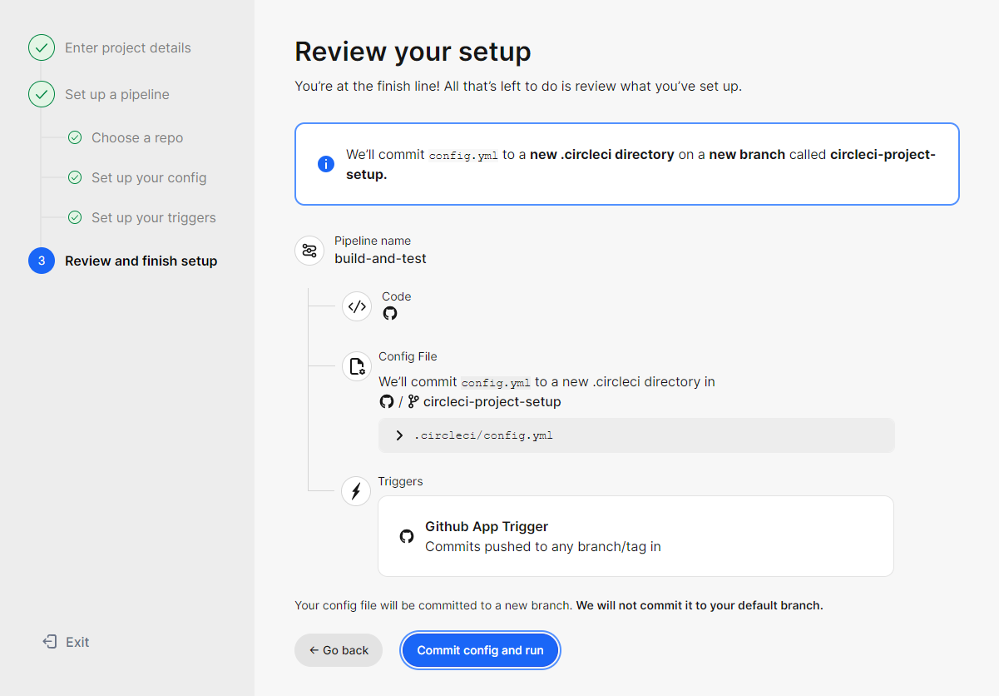 Enter project details
Set up a pipeline
Choose a repo
Set up your config
Set up your triggers
3 Review and finish setup
Exit
Review your setup
You're at the finish line! All that's left to do is review what you've set up.
We'll commit config.yml to a new .circleci directory on a new branch called circleci-project-
setup.
Pipeline name
build-and-test
Code
Config File
We'll commit config.yml to a new .circleci directory in
/ circleci-project-setup
.circleci/config.yml
Triggers
Github App Trigger
Commits pushed to any branch/tag in
Your config file will be committed to a new branch. We will not commit it to your default branch.
← Go back
Commit config and run